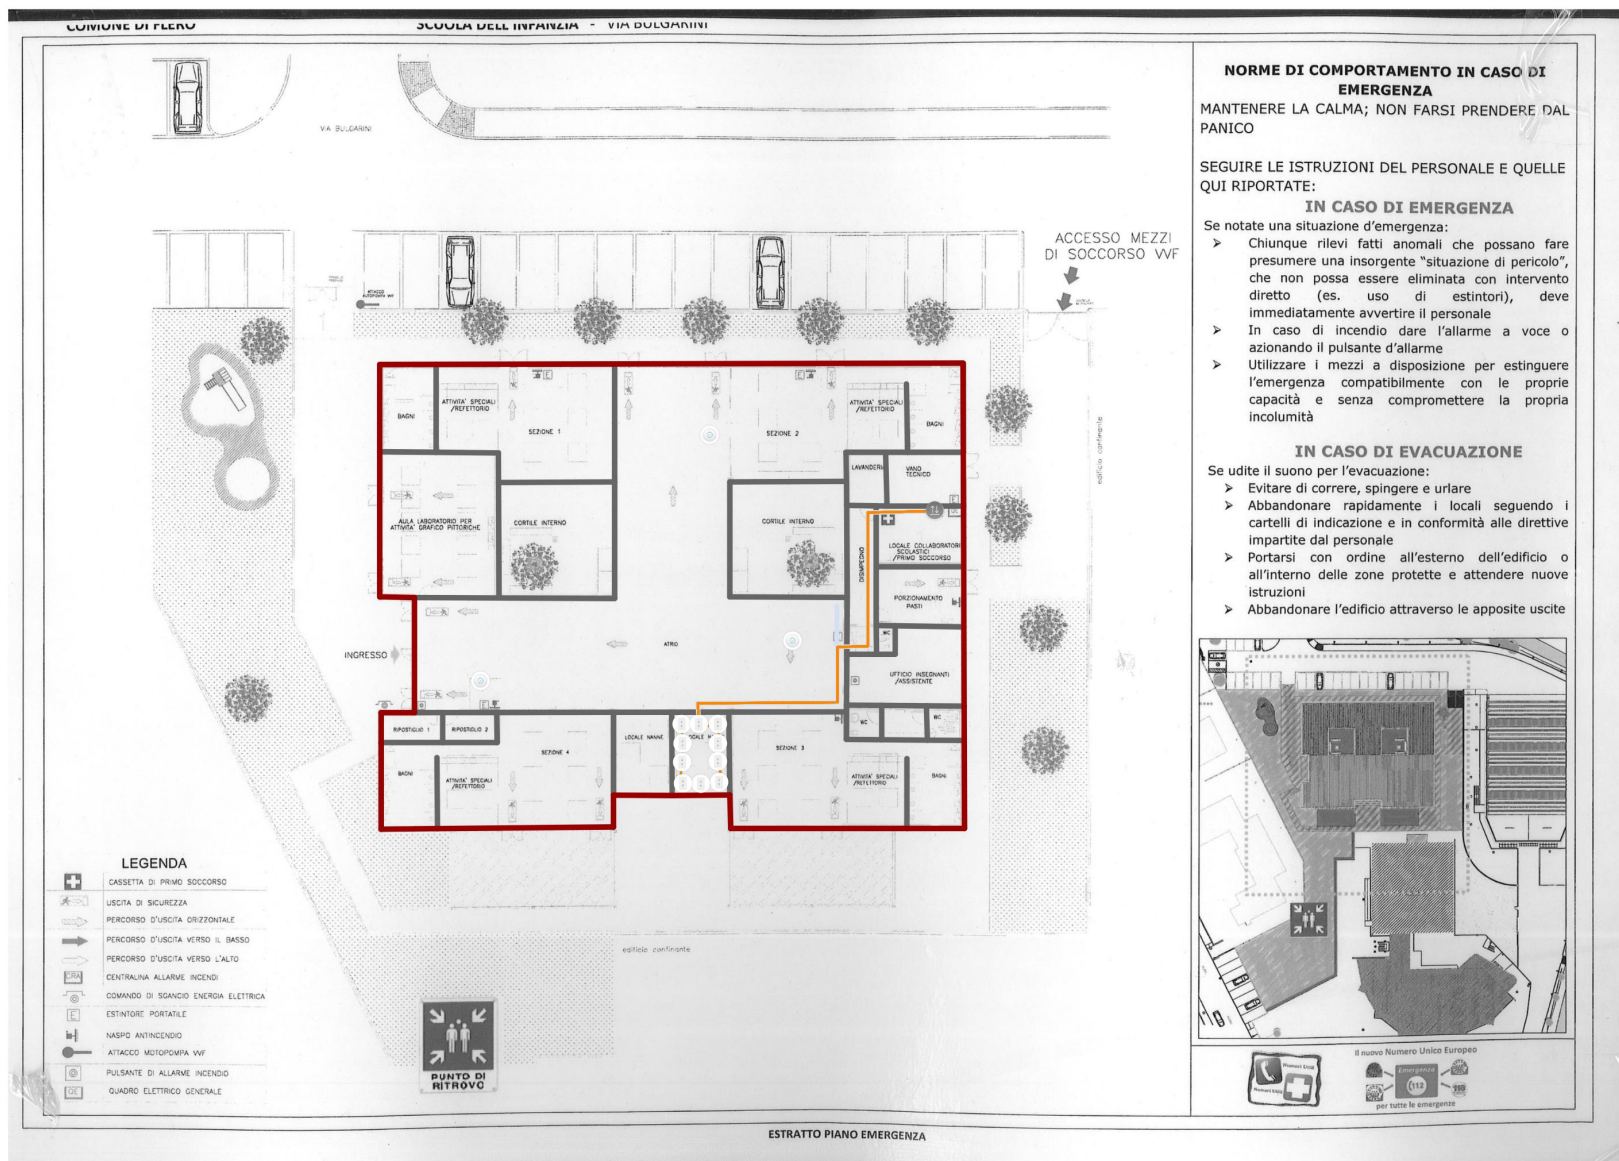 COMUNE DI FLERO
SCUOLA DELL'INFANZIA - VIA BULGARINI
VIA BULGARINI
ACCESSO MEZZI
DI SOCCORSO VVF
ATTACCO
AUTOPOMPA VVF
BAGNI
ATTIVITA' SPECIALI
/REFETTORIO
SEZIONE 1
SEZIONE 2
ATTIVITA' SPECIALI
/REFETTORIO
BAGNI
LAVANDERI
VANO
TECNICO
AULA LABORATORIO PER
ATTIVITA' GRAFICO PITTORICHE
CORTILE INTERNO
CORTILE INTERNO
DISIMPEGNO
LOCALE COLLABORATORI
SCOLASTICI
/PRIMO SOCCORSO
PORZIONAMENTO
PASTI
WC
INGRESSO
ATRIO
UFFICIO INSEGNANTI
/ASSISTENTE
RIPOSTIGLIO 1
RIPOSTIGLIO 2
SEZIONE 4
LOCALE NANNE
LOCALE N
SEZIONE 3
WC
WC
BAGNI
ATTIVITA' SPECIALI
/REFETTORIO
ATTIVITA' SPECIALI
/REFETTORIO
BAGNI
edificio confinante
edificio confinante
LEGENDA
CASSETTA DI PRIMO SOCCORSO
USCITA DI SICUREZZA
PERCORSO D'USCITA ORIZZONTALE
PERCORSO D'USCITA VERSO IL BASSO
PERCORSO D'USCITA VERSO L'ALTO
CENTRALINA ALLARME INCENDI
COMANDO DI SGANCIO ENERGIA ELETTRICA
E ESTINTORE PORTATILE
NASPO ANTINCENDIO
ATTACCO MOTOPOMPA VVF
PULSANTE DI ALLARME INCENDIO
QE QUADRO ELETTRICO GENERALE
PUNTO DI
RITROVO
NORME DI COMPORTAMENTO IN CASO DI
EMERGENZA
MANTENERE LA CALMA; NON FARSI PRENDERE DAL
PANICO
SEGUIRE LE ISTRUZIONI DEL PERSONALE E QUELLE
QUI RIPORTATE:
IN CASO DI EMERGENZA
Se notate una situazione d'emergenza:
➢ Chiunque rilevi fatti anomali che possano fare
presumere una insorgente "situazione di pericolo",
che non possa essere eliminata con intervento
diretto (es. uso di estintori), deve
immediatamente avvertire il personale
➢ In caso di incendio dare l'allarme a voce o
azionando il pulsante d'allarme
➢ Utilizzare i mezzi a disposizione per estinguere
l'emergenza compatibilmente con le proprie
capacità e senza compromettere la propria
incolumità
IN CASO DI EVACUAZIONE
Se udite il suono per l'evacuazione:
➢ Evitare di correre, spingere e urlare
➢ Abbandonare rapidamente i locali seguendo i
cartelli di indicazione e in conformità alle direttive
impartite dal personale
➢ Portarsi con ordine all'esterno dell'edificio o
all'interno delle zone protette e attendere nuove
istruzioni
➢ Abbandonare l'edificio attraverso le apposite uscite
Il nuovo Numero Unico Europeo
Emergenza
112
per tutte le emergenze
ESTRATTO PIANO EMERGENZA